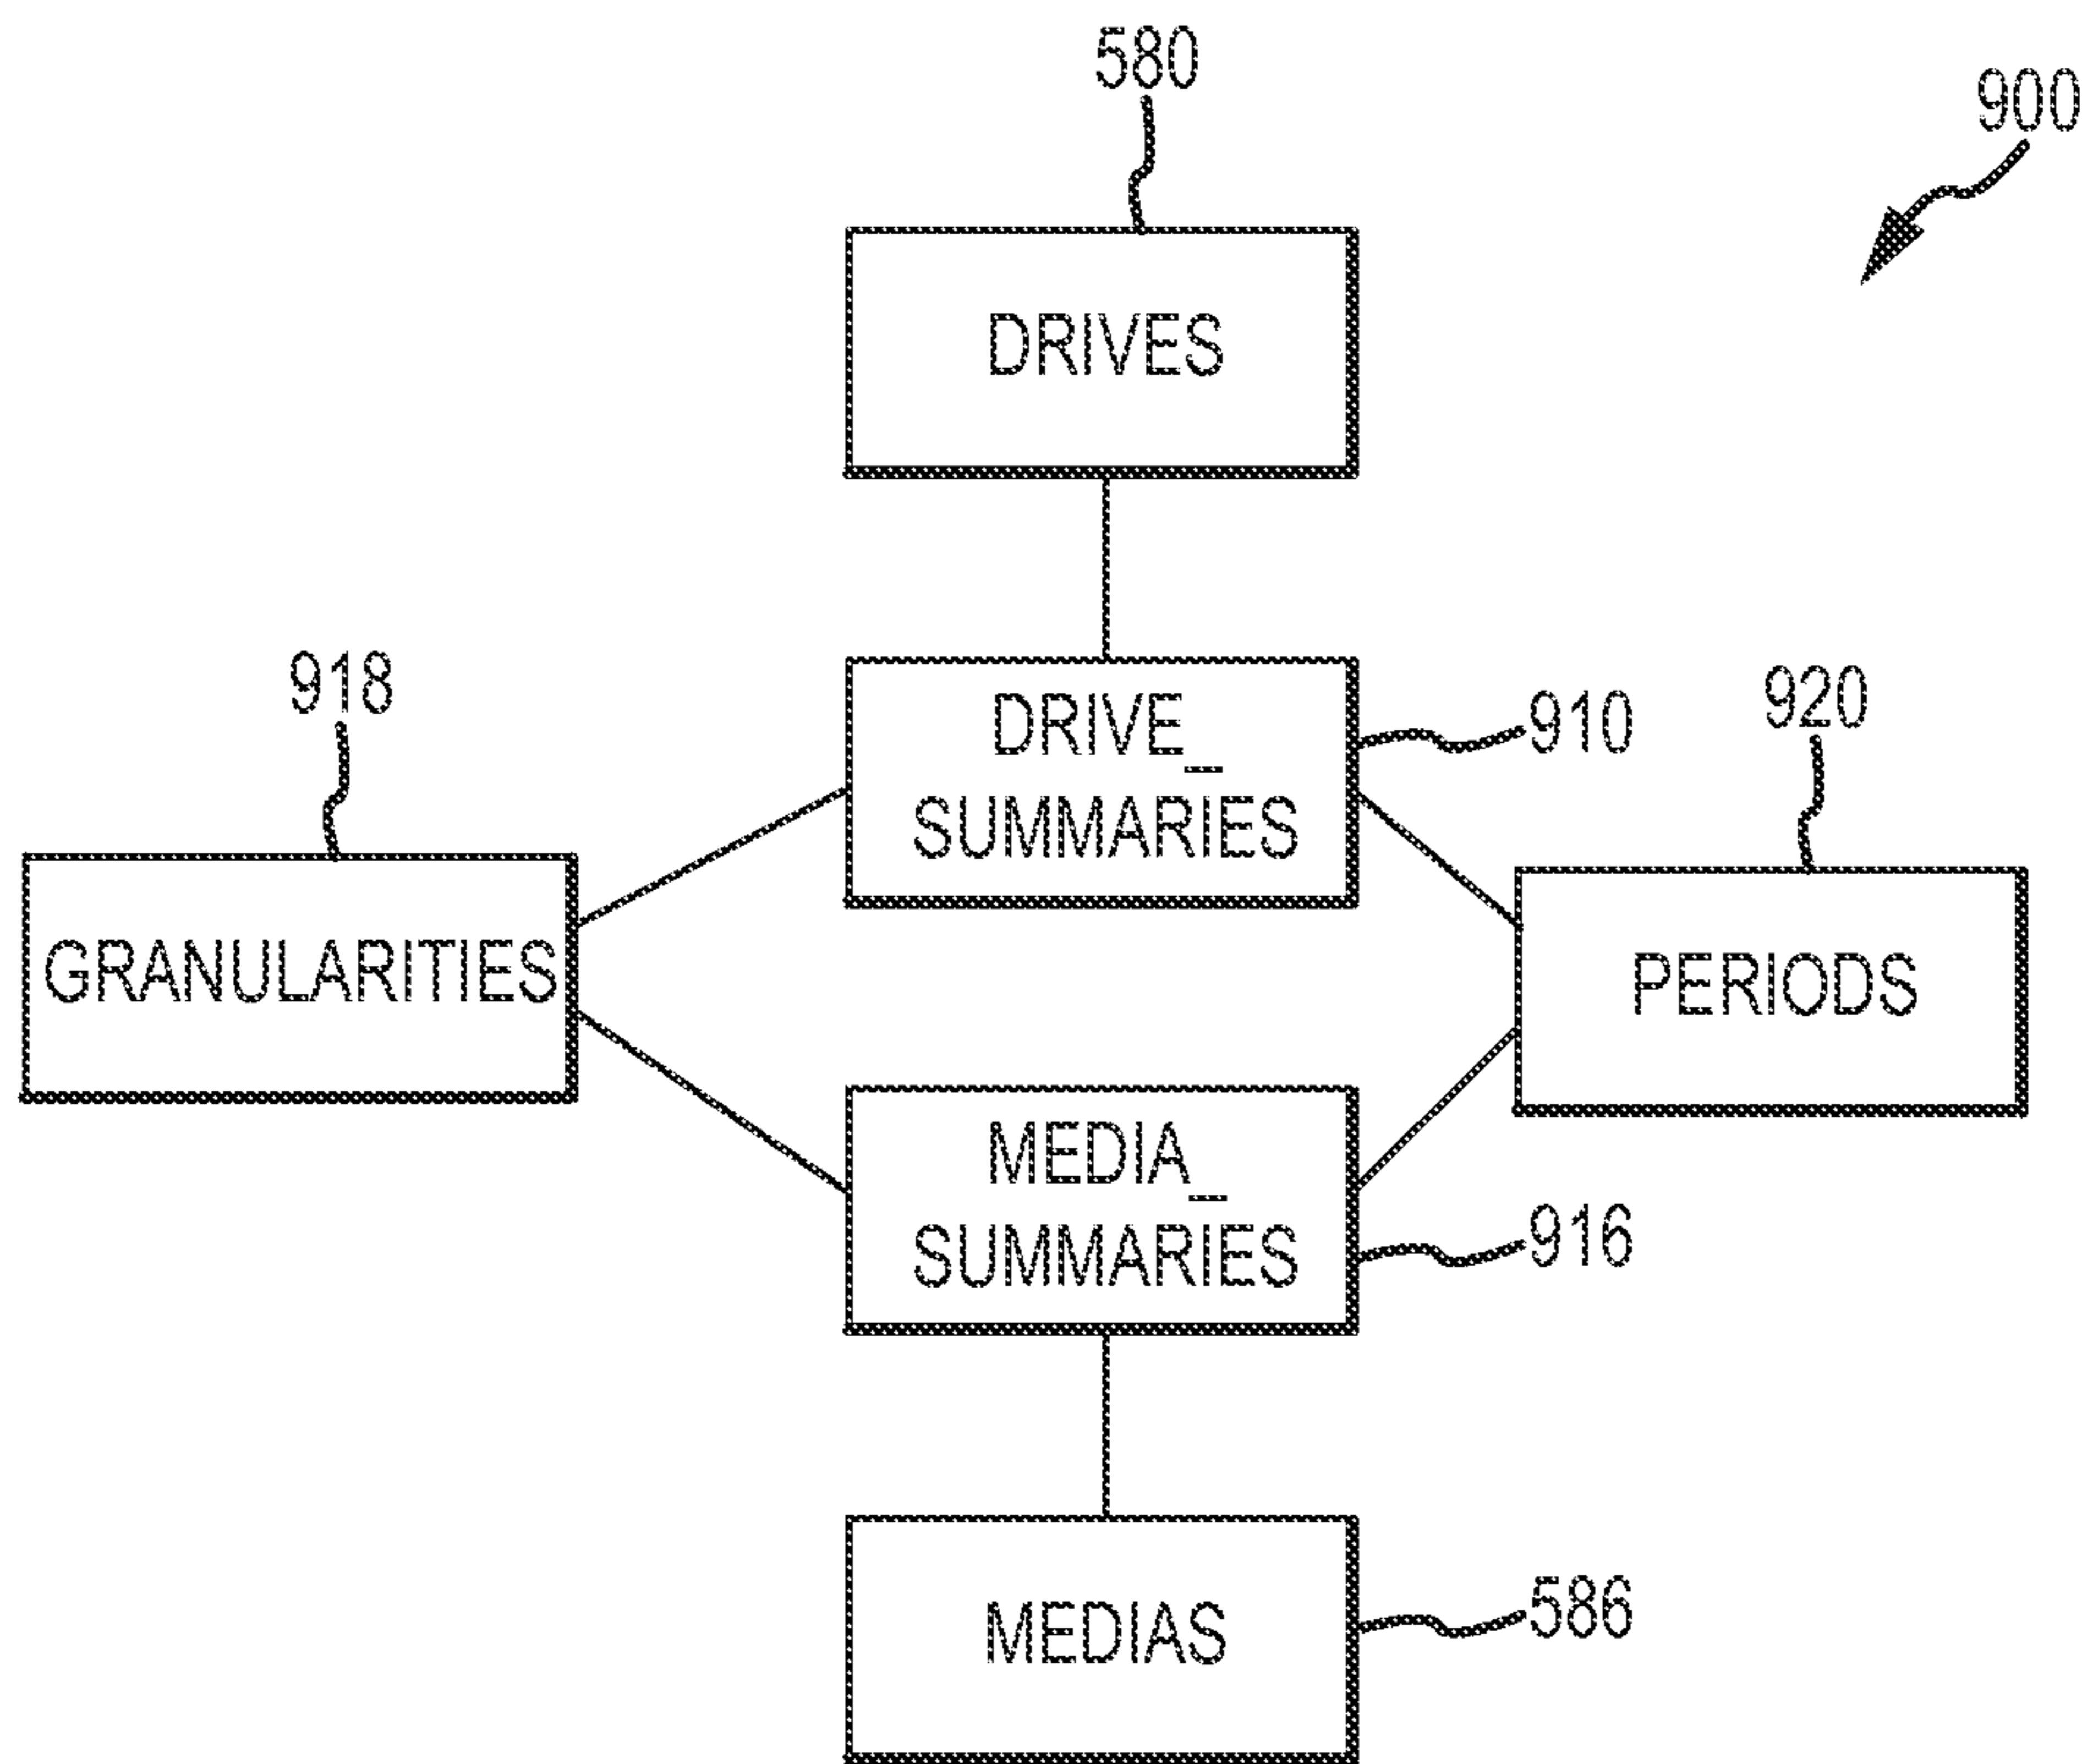 580
900
DRIVES
918
DRIVE_
SUMMARIES
910
920
GRANULARITIES
PERIODS
MEDIA_
SUMMARIES
916
MEDIAS
586